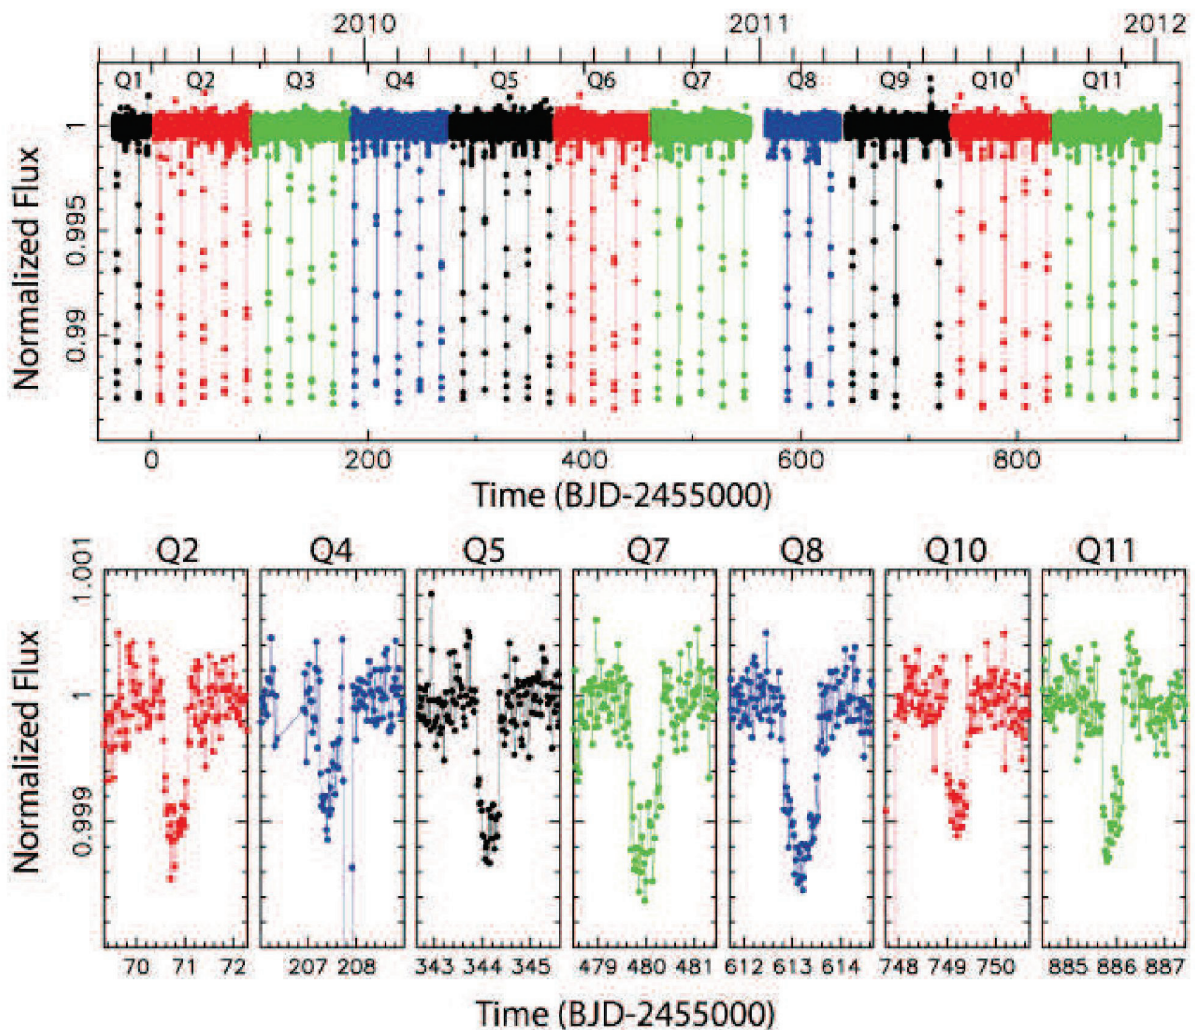 2010 2011 2012
Q1 Q2 Q3 Q4 Q5 Q6 Q7 Q8 Q9 Q10 Q11
Normalized Flux
1
0.995
0.99
0 200 400 600 800
Time (BJD-2455000)
Q2 Q4 Q5 Q7 Q8 Q10 Q11
Normalized Flux
1.001
1
0.999
70 71 72 207 208 343 344 345 479 480 481 612 613 614 748 749 750 885 886 887
Time (BJD-2455000)